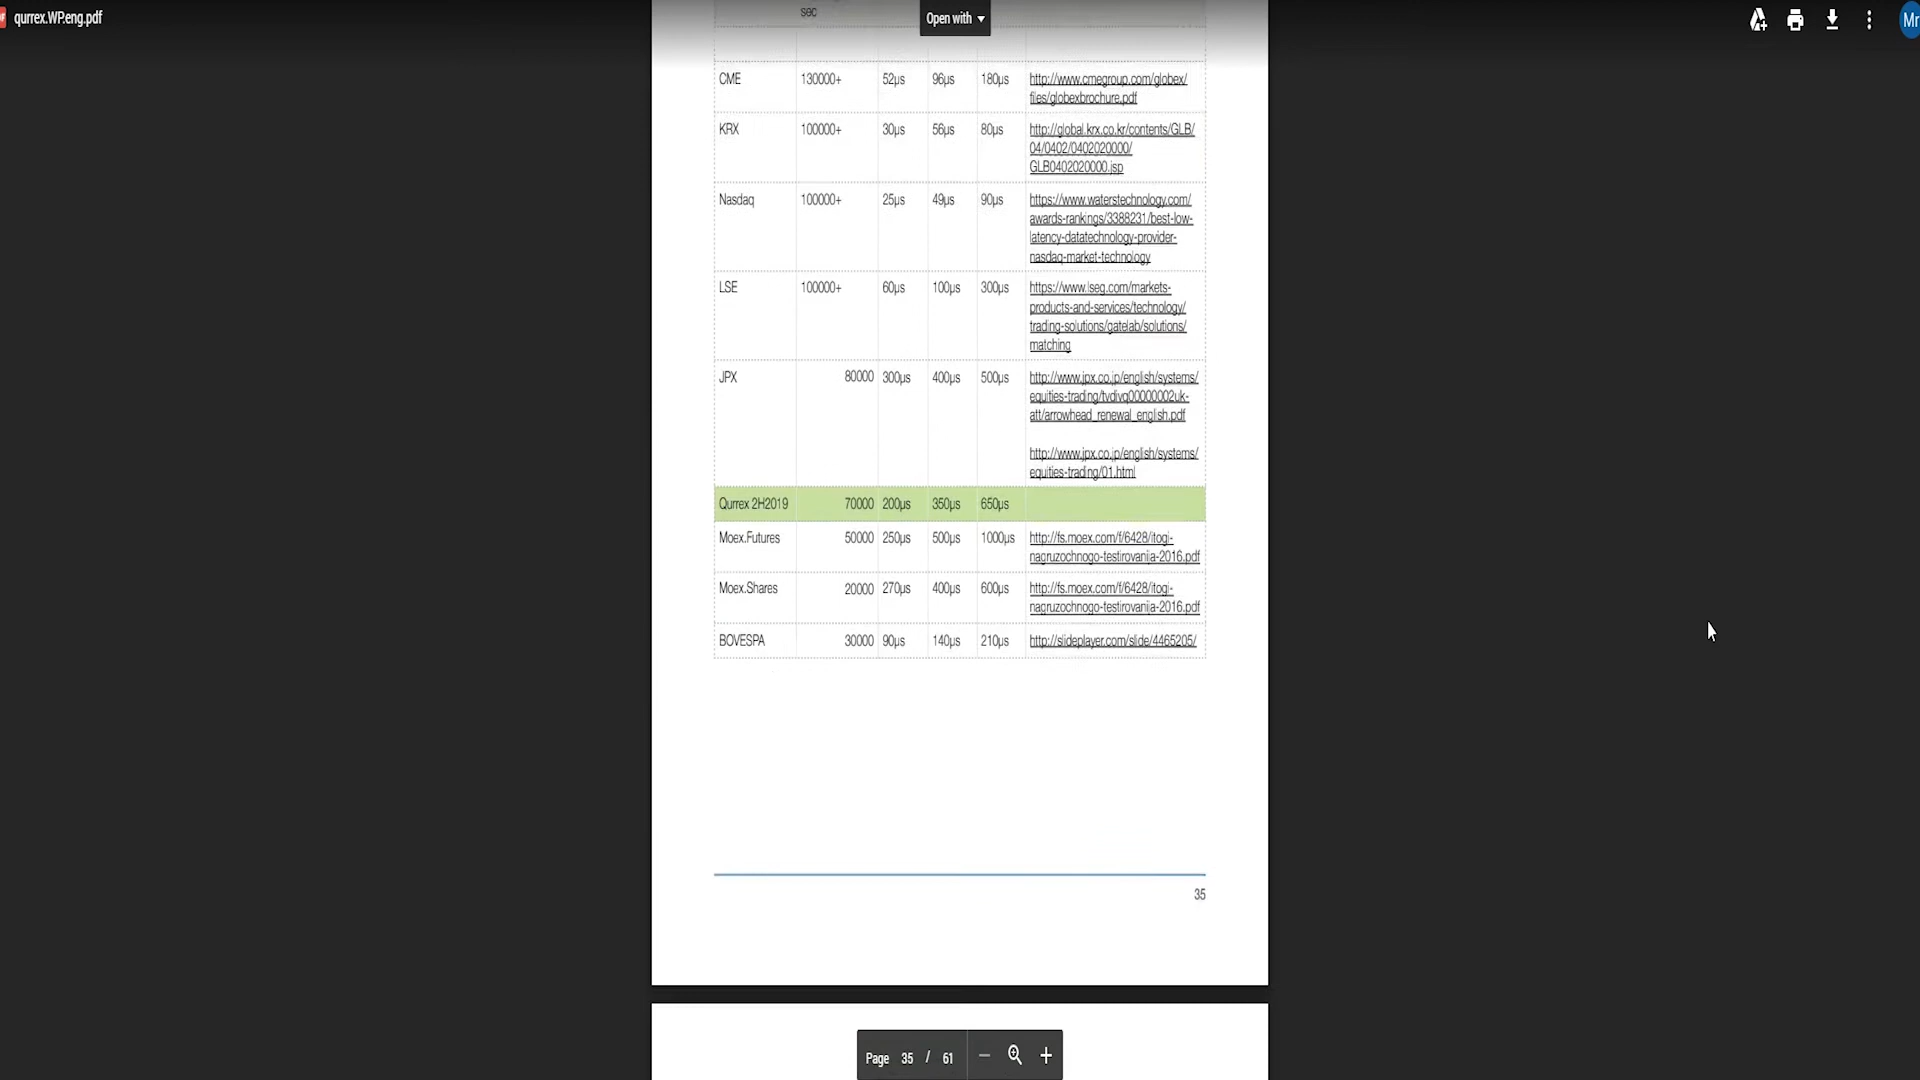 qurrex.WP.eng.pdf
Open with
Mr
sec
CME 130000+ 52µs 96µs 180µs http://www.cmegroup.com/globex/
files/globexbrochure.pdf
KRX 100000+ 30µs 56µs 80µs http://global.krx.co.kr/contents/GLB/
04/0402/0402020000/
GLB0402020000.jsp
Nasdaq 100000+ 25µs 49µs 90µs https://www.waterstechnology.com/
awards-rankings/3388231/best-low-
latency-datatechnology-provider-
nasdaq-market-technology
LSE 100000+ 60µs 100µs 300µs https://www.lseg.com/markets-
products-and-services/technology/
trading-solutions/gatelab/solutions/
matching
JPX 80000 300µs 400µs 500µs http://www.jpx.co.jp/english/systems/
equities-trading/tvdivq00000002uk-
att/arrowhead_renewal_english.pdf
http://www.jpx.co.jp/english/systems/
equities-trading/01.html
Qurrex 2H2019 70000 200µs 350µs 650µs
Moex.Futures 50000 250µs 500µs 1000µs http://fs.moex.com/f/6428/itogi-
nagruzochnogo-testirovanija-2016.pdf
Moex.Shares 20000 270µs 400µs 600µs http://fs.moex.com/f/6428/itogi-
nagruzochnogo-testirovanija-2016.pdf
BOVESPA 30000 90µs 140µs 210µs http://slideplayer.com/slide/4465205/
35
Page 35 / 61